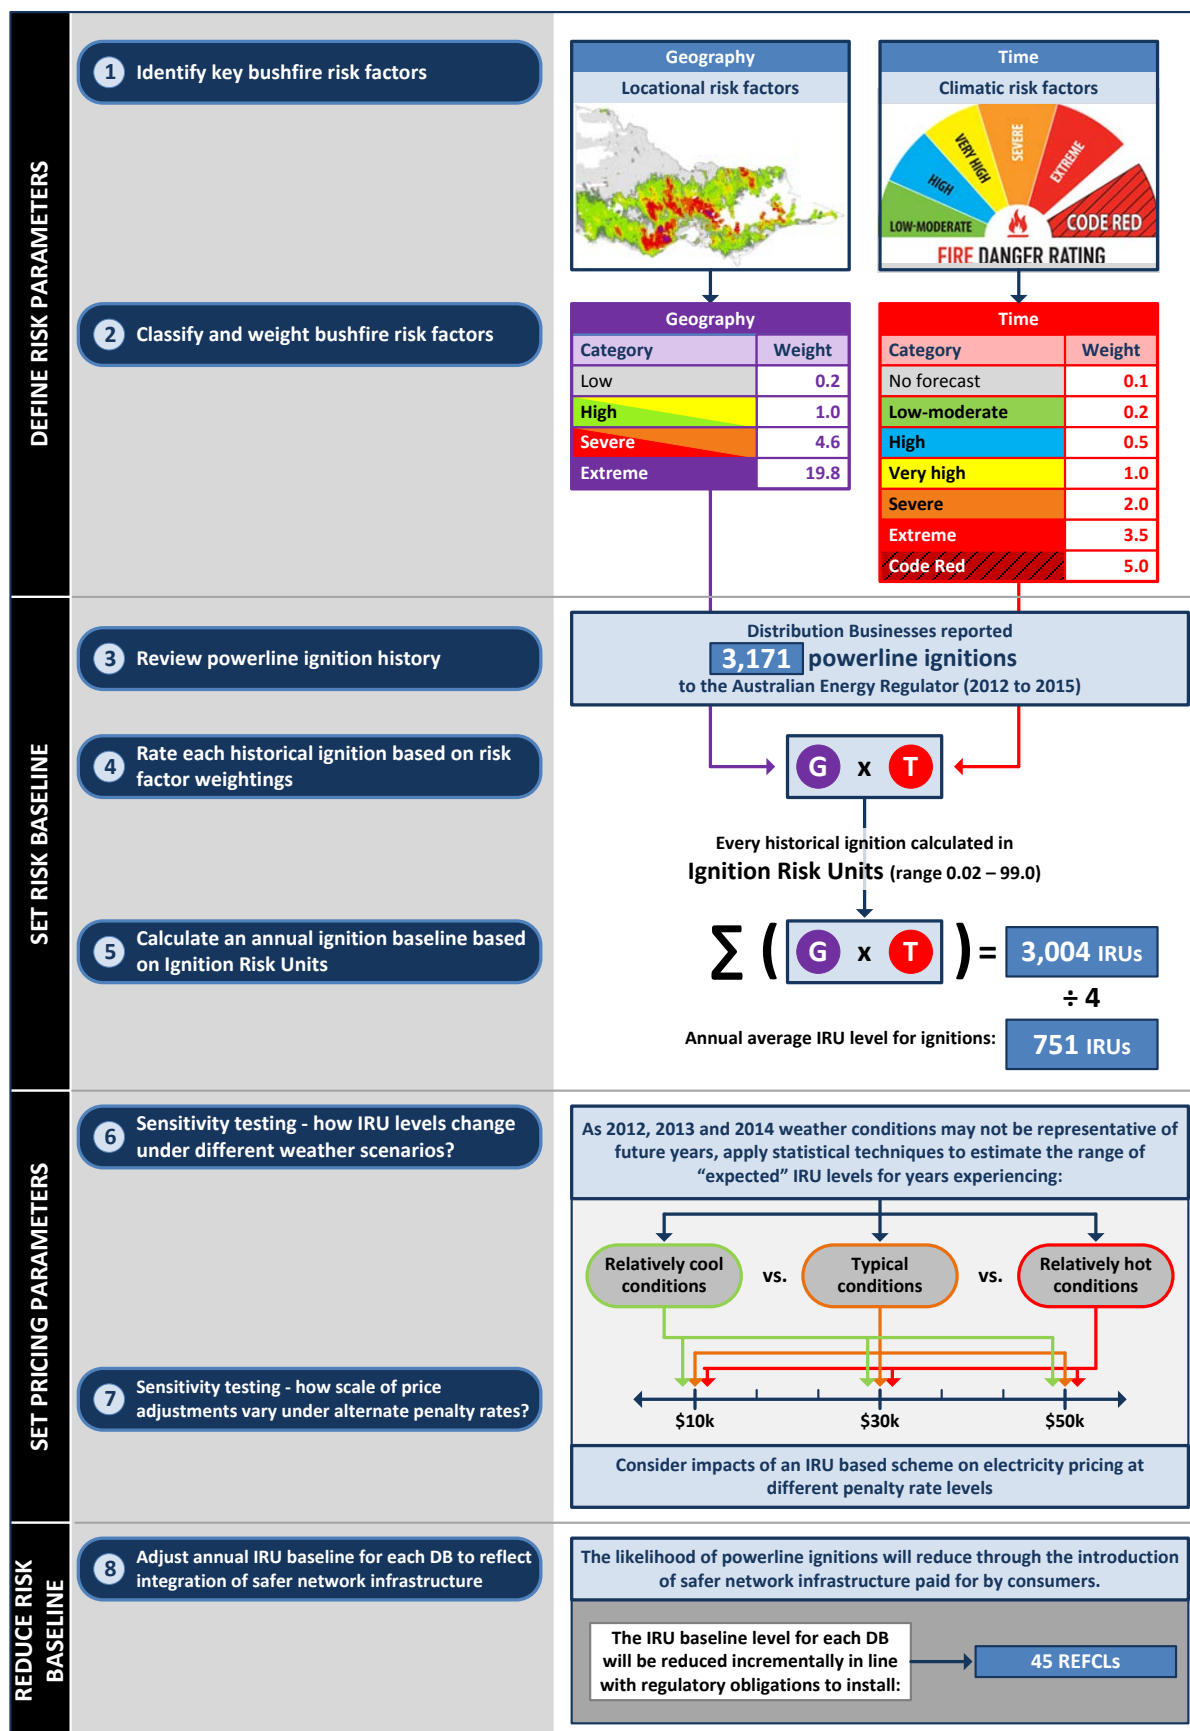 DEFINE RISK PARAMETERS
1 Identify key bushfire risk factors
Geography
Locational risk factors
Time
Climatic risk factors
LOW-MODERATE
HIGH
VERY HIGH
SEVERE
EXTREME
CODE RED
FIRE DANGER RATING
2 Classify and weight bushfire risk factors
Geography
Category Weight
Low 0.2
High 1.0
Severe 4.6
Extreme 19.8
Time
Category Weight
No forecast 0.1
Low-moderate 0.2
High 0.5
Very high 1.0
Severe 2.0
Extreme 3.5
Code Red 5.0
SET RISK BASELINE
3 Review powerline ignition history
Distribution Businesses reported
3,171 powerline ignitions
to the Australian Energy Regulator (2012 to 2015)
4 Rate each historical ignition based on risk
factor weightings
G x T
Every historical ignition calculated in
Ignition Risk Units (range 0.02 – 99.0)
5 Calculate an annual ignition baseline based
on Ignition Risk Units
∑ ( G x T ) = 3,004 IRUs
÷ 4
Annual average IRU level for ignitions: 751 IRUs
SET PRICING PARAMETERS
6 Sensitivity testing - how IRU levels change
under different weather scenarios?
As 2012, 2013 and 2014 weather conditions may not be representative of
future years, apply statistical techniques to estimate the range of
“expected” IRU levels for years experiencing:
Relatively cool
conditions
vs.
Typical
conditions
vs.
Relatively hot
conditions
7 Sensitivity testing - how scale of price
adjustments vary under alternate penalty rates?
$10k $30k $50k
Consider impacts of an IRU based scheme on electricity pricing at
different penalty rate levels
REDUCE RISK
BASELINE
8 Adjust annual IRU baseline for each DB to reflect
integration of safer network infrastructure
The likelihood of powerline ignitions will reduce through the introduction
of safer network infrastructure paid for by consumers.
The IRU baseline level for each DB
will be reduced incrementally in line
with regulatory obligations to install:
45 REFCLs